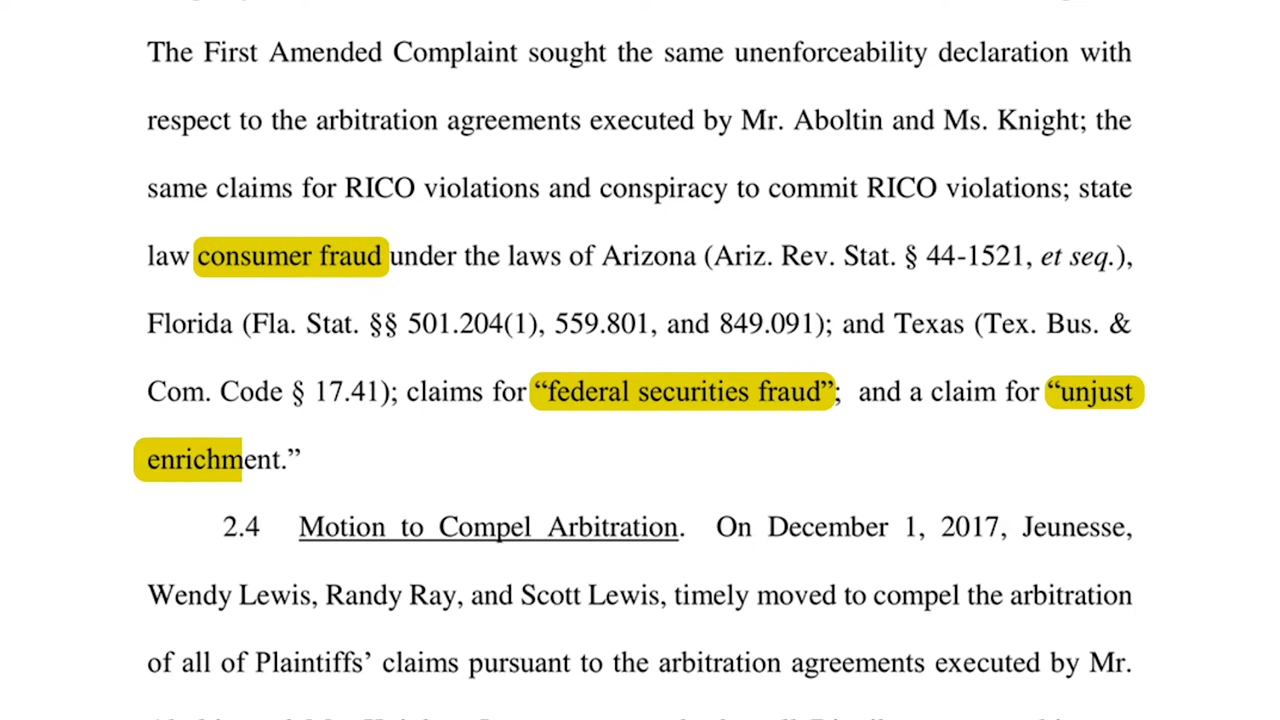 The First Amended Complaint sought the same unenforceability declaration with
respect to the arbitration agreements executed by Mr. Aboltin and Ms. Knight; the
same claims for RICO violations and conspiracy to commit RICO violations; state
law consumer fraud under the laws of Arizona (Ariz. Rev. Stat. § 44-1521, et seq.),
Florida (Fla. Stat. §§ 501.204(1), 559.801, and 849.091); and Texas (Tex. Bus. &
Com. Code § 17.41); claims for “federal securities fraud”; and a claim for “unjust
enrichment.”
2.4 Motion to Compel Arbitration. On December 1, 2017, Jeunesse,
Wendy Lewis, Randy Ray, and Scott Lewis, timely moved to compel the arbitration
of all of Plaintiffs’ claims pursuant to the arbitration agreements executed by Mr.